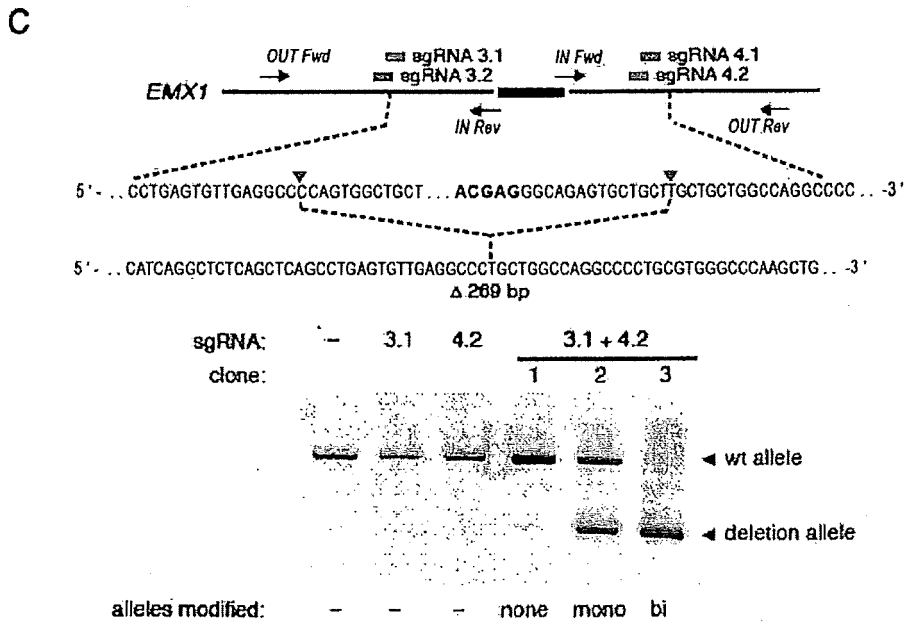 C
OUT Fwd
sgRNA 3.1
sgRNA 3.2
IN Fwd
sgRNA 4.1
sgRNA 4.2
EMX1
IN Rev
OUT Rev
5'-...CCTGAGTGTTGAGGCCCCAGTGGCTGCT...ACGAGGGCAGAGTGCTGCTTGCTGCTGGCCAGGCCCC...-3'
5'-...CATCAGGCTCTCAGCTCAGCCTGAGTGTTGAGGCCCTGCTGGCCAGGCCCCTGCGTGGGCCCAAGCTG...-3'
Δ 269 bp
sgRNA: – 3.1 4.2 3.1 + 4.2
clone: 1 2 3
wt allele
deletion allele
alleles modified: – – – none mono bi